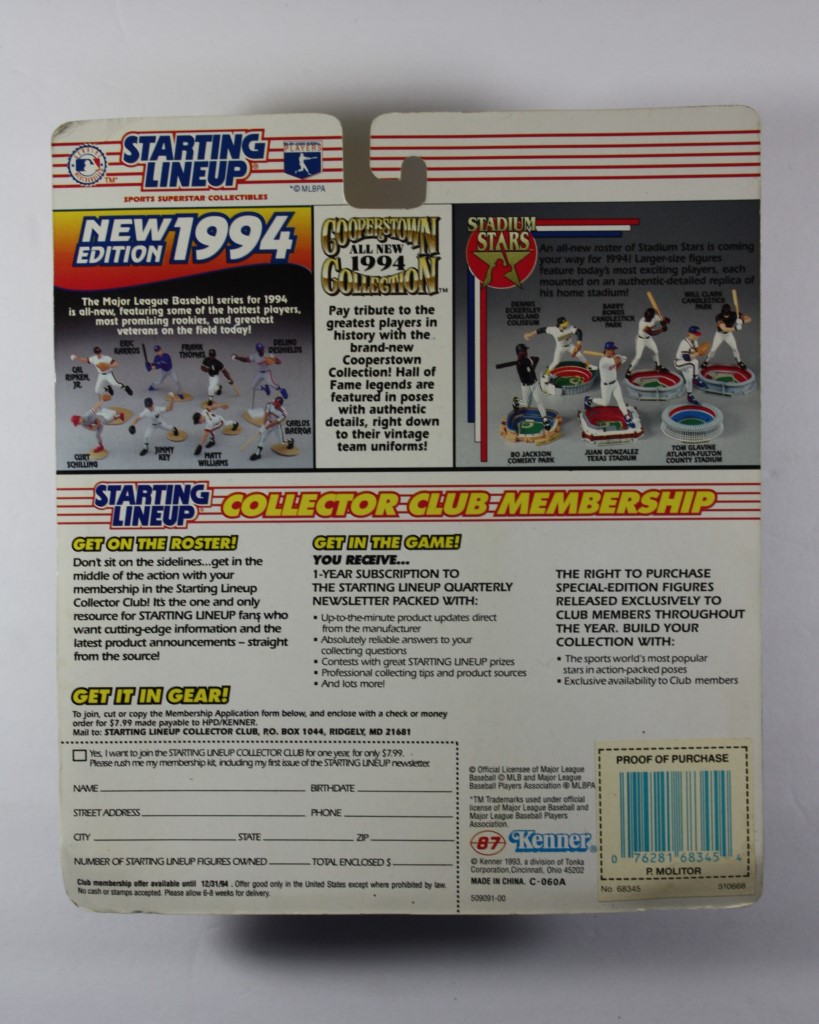 STARTING
LINEUP®
SPORTS SUPERSTAR COLLECTIBLES
TM
PLAYERS
*© MLBPA
NEW
EDITION 1994
The Major League Baseball series for 1994
is all-new, featuring some of the hottest players,
most promising rookies, and greatest
veterans on the field today!
CAL
RIPKEN,
JR.
ERIC
KARROS
FRANK
THOMAS
DELINO
DESHIELDS
CURT
SCHILLING
JIMMY
KEY
MATT
WILLIAMS
CARLOS
BAERGA
COOPERSTOWN
ALL NEW
1994
COLLECTION
TM
Pay tribute to the
greatest players in
history with the
brand-new
Cooperstown
Collection! Hall of
Fame legends are
featured in poses
with authentic
details, right down
to their vintage
team uniforms!
STADIUM
STARS
An all-new roster of Stadium Stars is coming
your way for 1994! Larger-size figures
feature today's most exciting players, each
mounted on an authentic-detailed replica of
his home stadium!
DENNIS
ECKERSLEY
OAKLAND
COLISEUM
BARRY
BONDS
CANDLESTICK
PARK
WILL CLARK
CANDLESTICK
PARK
BO JACKSON
COMISKY PARK
JUAN GONZALEZ
TEXAS STADIUM
TOM GLAVINE
ATLANTA-FULTON
COUNTY STADIUM
STARTING
LINEUP
COLLECTOR CLUB MEMBERSHIP
GET ON THE ROSTER!
Don't sit on the sidelines...get in the
middle of the action with your
membership in the Starting Lineup
Collector Club! It's the one and only
resource for STARTING LINEUP fans who
want cutting-edge information and the
latest product announcements – straight
from the source!
GET IN THE GAME!
YOU RECEIVE...
1-YEAR SUBSCRIPTION TO
THE STARTING LINEUP QUARTERLY
NEWSLETTER PACKED WITH:
• Up-to-the-minute product updates direct
from the manufacturer
• Absolutely reliable answers to your
collecting questions
• Contests with great STARTING LINEUP prizes
• Professional collecting tips and product sources
• And lots more!
THE RIGHT TO PURCHASE
SPECIAL-EDITION FIGURES
RELEASED EXCLUSIVELY TO
CLUB MEMBERS THROUGHOUT
THE YEAR. BUILD YOUR
COLLECTION WITH:
• The sports world's most popular
stars in action-packed poses
• Exclusive availability to Club members
GET IT IN GEAR!
To join, cut or copy the Membership Application form below, and enclose with a check or money
order for $7.99 made payable to HPD/KENNER.
Mail to: STARTING LINEUP COLLECTOR CLUB, P.O. BOX 1044, RIDGELY, MD 21681
Yes, I want to join the STARTING LINEUP COLLECTOR CLUB for one year, for only $7.99.
Please rush me my membership kit, including my first issue of the STARTING LINEUP newsletter.
NAME BIRTHDATE
STREET ADDRESS PHONE
CITY STATE ZIP
NUMBER OF STARTING LINEUP FIGURES OWNED TOTAL ENCLOSED $
Club membership offer available until 12/31/94. Offer good only in the United States except where prohibited by law.
No cash or stamps accepted. Please allow 6-8 weeks for delivery.
© Official Licensee of Major League
Baseball © MLB and Major League
Baseball Players Association ® MLBPA
*TM Trademarks used under official
license of Major League Baseball and
Major League Baseball Players
Association.
87 Kenner®
© Kenner 1993, a division of Tonka
Corporation, Cincinnati, Ohio 45202
MADE IN CHINA. C-060A
509091-00
PROOF OF PURCHASE
0 76281 68345 4
P. MOLITOR
No. 68345 510668